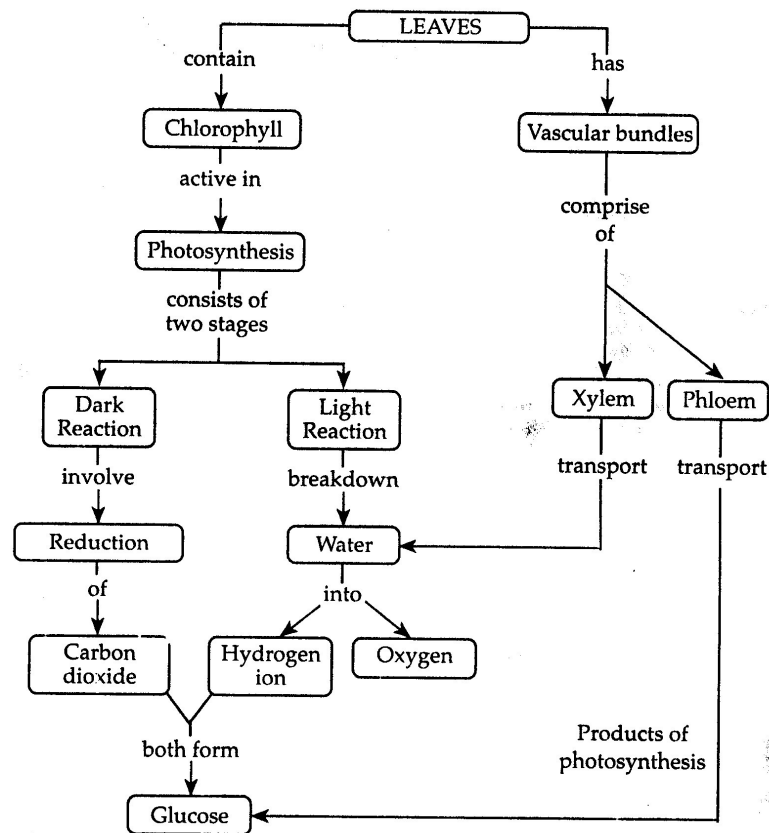 LEAVES
contain
has
Chlorophyll
Vascular bundles
active in
comprise
of
Photosynthesis
consists of
two stages
Dark
Reaction
Light
Reaction
Xylem
Phloem
involve
breakdown
transport
transport
Reduction
Water
of
into
Carbon
dioxide
Hydrogen
ion
Oxygen
both form
Products of
photosynthesis
Glucose